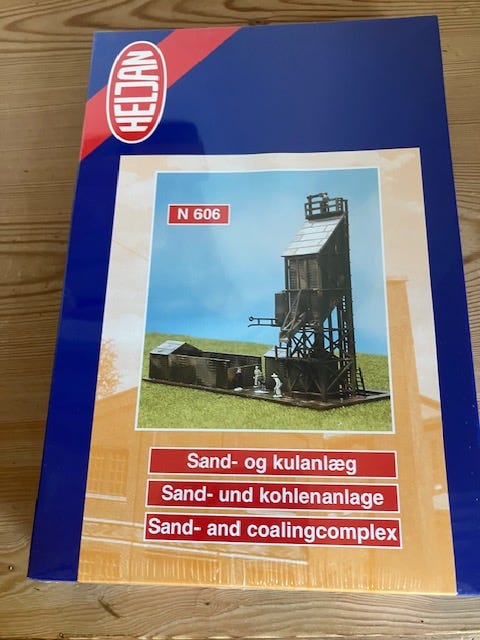 HELJAN
N 606
Sand- og kulanlæg
Sand- und kohlenanlage
Sand- and coalingcomplex